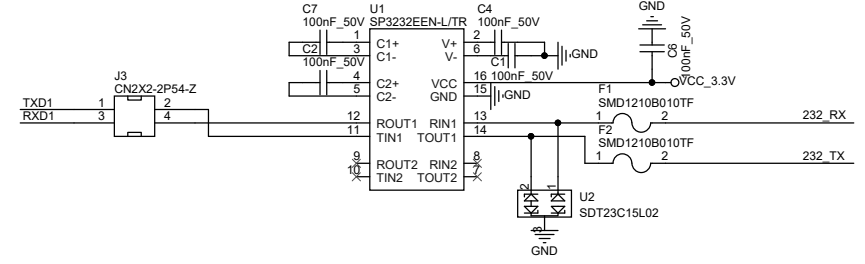 C7
100nF_50V
U1
SP3232EEN-L/TR
C4
100nF_50V
GND
C6
100nF_50V
1
3
C2
C1+
C1-
V+
V-
2
6
C1
GND
100nF_50V
100nF_50V
4
5
C2+
C2-
VCC
GND
16
15
GND
VCC_3.3V
J3
CN2X2-2P54-Z
F1
SMD1210B010TF
TXD1
1
2
RXD1
3
4
12
ROUT1
RIN1
13
1
2
232_RX
11
TIN1
TOUT1
14
F2
SMD1210B010TF
1
2
232_TX
9
ROUT2
RIN2
8
10
TIN2
TOUT2
7
2
1
U2
SDT23C15L02
3
GND